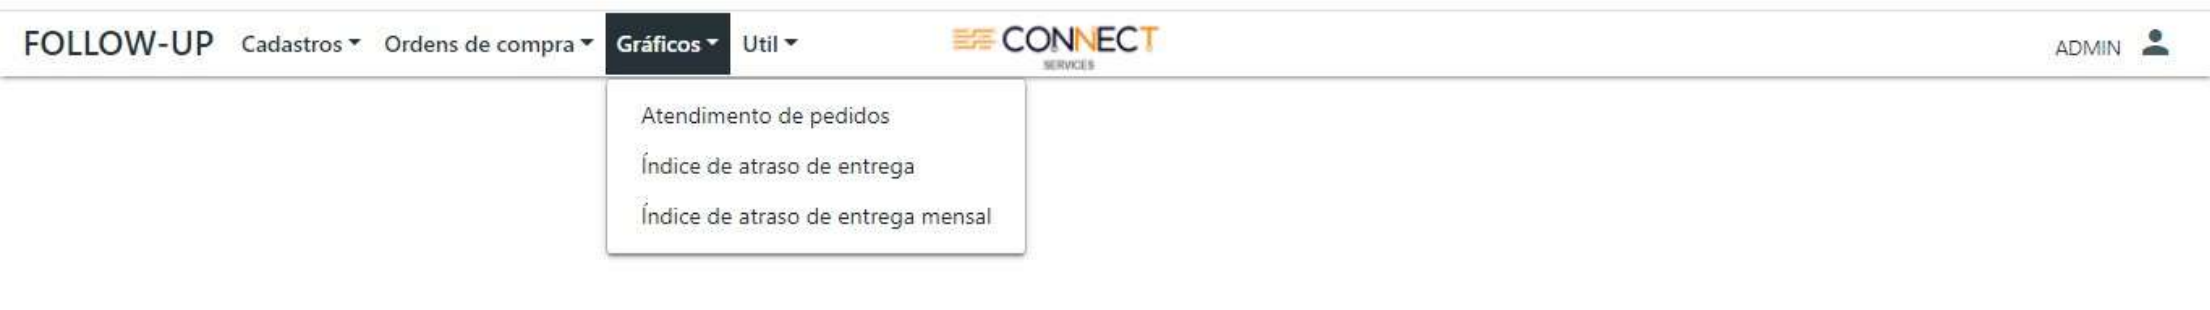 FOLLOW-UP Cadastros Ordens de compra Gráficos Util CONNECT SERVICES ADMIN
Atendimento de pedidos
Índice de atraso de entrega
Índice de atraso de entrega mensal